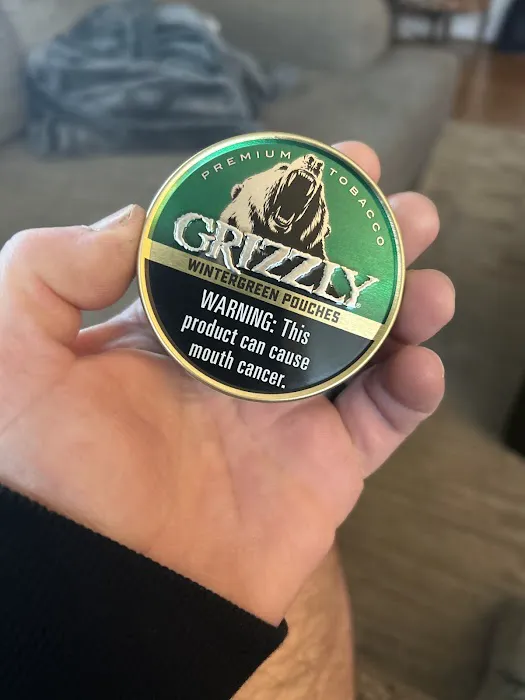 PREMIUM TOBACCO
GRIZZLY
WINTERGREEN POUCHES
WARNING: This
product can cause
mouth cancer.